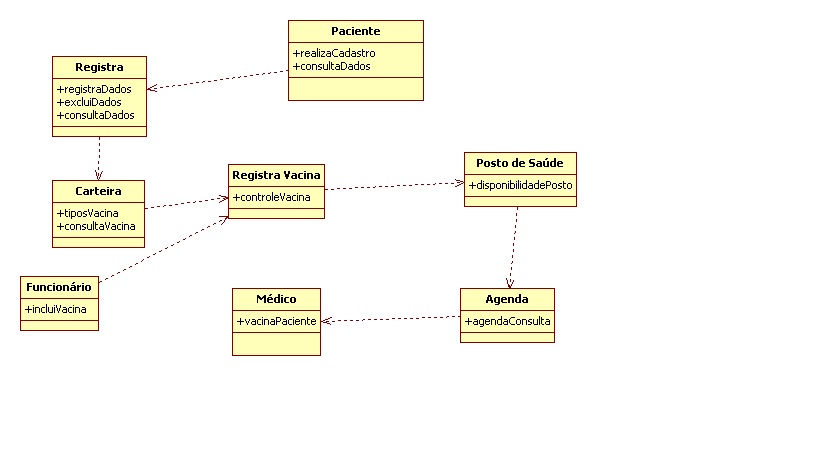 Paciente
+realizaCadastro
+consultaDados
Registra
+registraDados
+excluiDados
+consultaDados
Carteira
+tiposVacina
+consultaVacina
Registra Vacina
+controleVacina
Posto de Saúde
+disponibilidadePosto
Funcionário
+incluiVacina
Médico
+vacinaPaciente
Agenda
+agendaConsulta